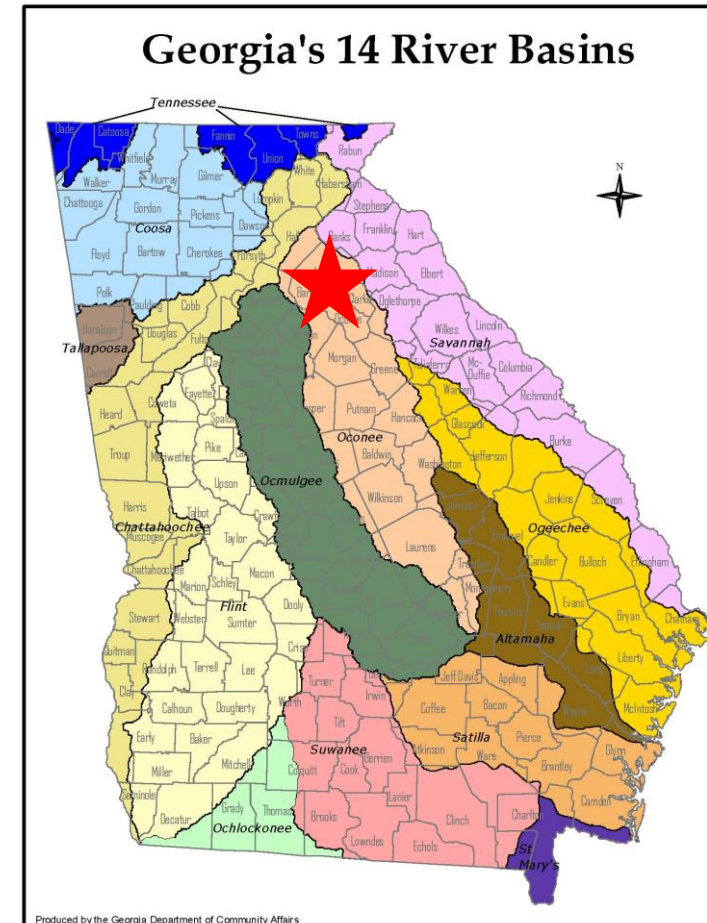 Georgia's 14 River Basins
Tennessee
N
Dade
Catoosa
Fannin
Towns
Rabun
Whitfield
Union
White
Murray
Gilmer
Habersham
Walker
Stephens
Chattooga
Gordon
Pickens
Dawson
Franklin
Hart
Coosa
Forsyth
Floyd
Bartow
Cherokee
Madison
Elbert
Polk
Paulding
Cobb
Oglethorpe
Haralson
Douglas
Wilkes
Lincoln
Tallapoosa
Morgan
Greene
Savannah
Columbia
Fayette
Heard
Coweta
Putnam
Hancock
Warren
Richmond
Troup
Meriwether
Pike
Oconee
Baldwin
Glascock
Burke
Upson
Washington
Jefferson
Harris
Talbot
Ocmulgee
Wilkinson
Jenkins
Screven
Chattahoochee
Muscogee
Taylor
Laurens
Ogeechee
Chattahoochee
Macon
Candler
Bulloch
Effingham
Marion
Schley
Flint
Dooly
Stewart
Webster
Sumter
Evans
Bryan
Quitman
Altamaha
Randolph
Terrell
Lee
Liberty
Clay
Turner
Irwin
Jeff Davis
Appling
McIntosh
Calhoun
Dougherty
Worth
Tift
Coffee
Bacon
Early
Baker
Suwanee
Satilla
Pierce
Glynn
Mitchell
Cook
Berrien
Atkinson
Ware
Brantley
Miller
Colquitt
Lanier
Seminole
Grady
Thomas
Brooks
Clinch
Charlton
Camden
Decatur
Ochlockonee
Lowndes
Echols
St
Mary's
Produced by the Georgia Department of Community Affairs